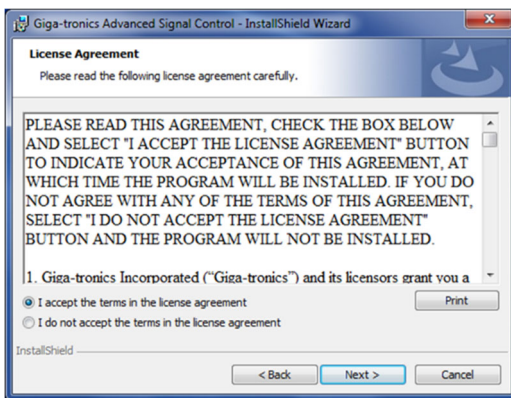 Giga-tronics Advanced Signal Control - InstallShield Wizard
License Agreement
Please read the following license agreement carefully.
PLEASE READ THIS AGREEMENT, CHECK THE BOX BELOW
AND SELECT "I ACCEPT THE LICENSE AGREEMENT" BUTTON
TO INDICATE YOUR ACCEPTANCE OF THIS AGREEMENT, AT
WHICH TIME THE PROGRAM WILL BE INSTALLED. IF YOU DO
NOT AGREE WITH ANY OF THE TERMS OF THIS AGREEMENT,
SELECT "I DO NOT ACCEPT THE LICENSE AGREEMENT"
BUTTON AND THE PROGRAM WILL NOT BE INSTALLED.
1. Giga-tronics Incorporated ("Giga-tronics") and its licensors grant you a
I accept the terms in the license agreement
Print
I do not accept the terms in the license agreement
InstallShield
< Back Next > Cancel